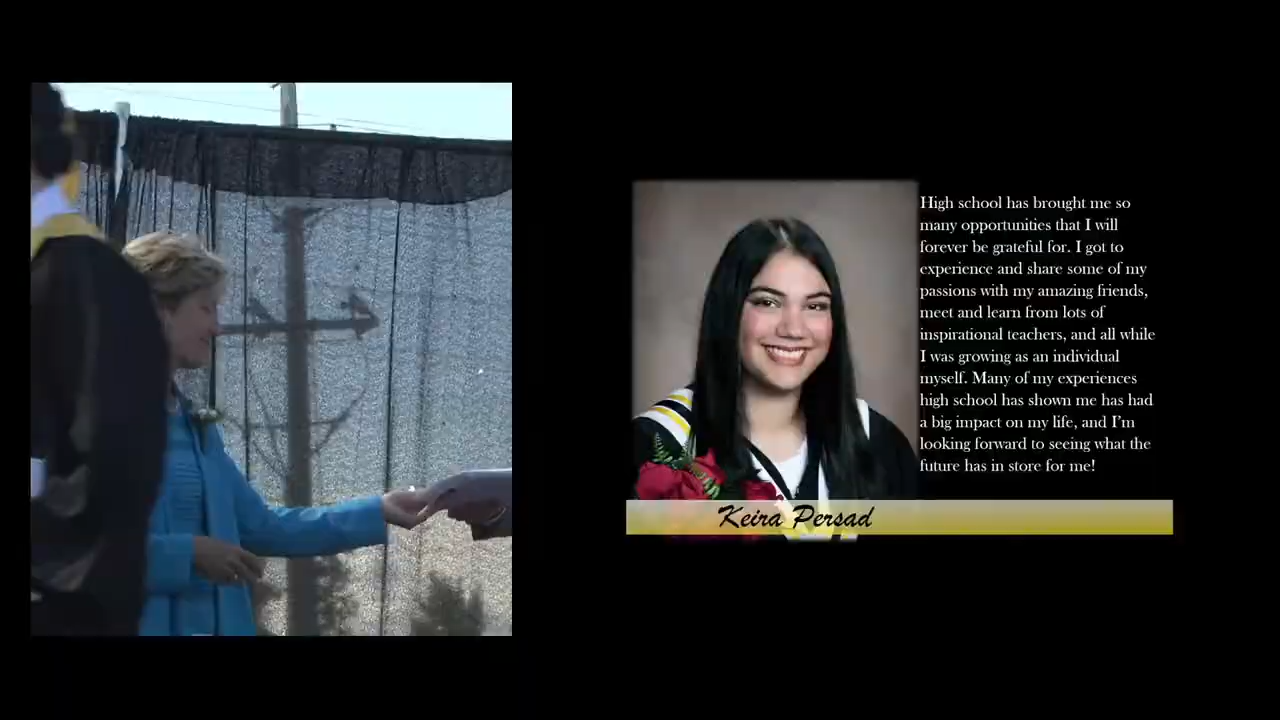 High school has brought me so
many opportunities that I will
forever be grateful for. I got to
experience and share some of my
passions with my amazing friends,
meet and learn from lots of
inspirational teachers, and all while
I was growing as an individual
myself. Many of my experiences
high school has shown me has had
a big impact on my life, and I'm
looking forward to seeing what the
future has in store for me!
Keira Persad